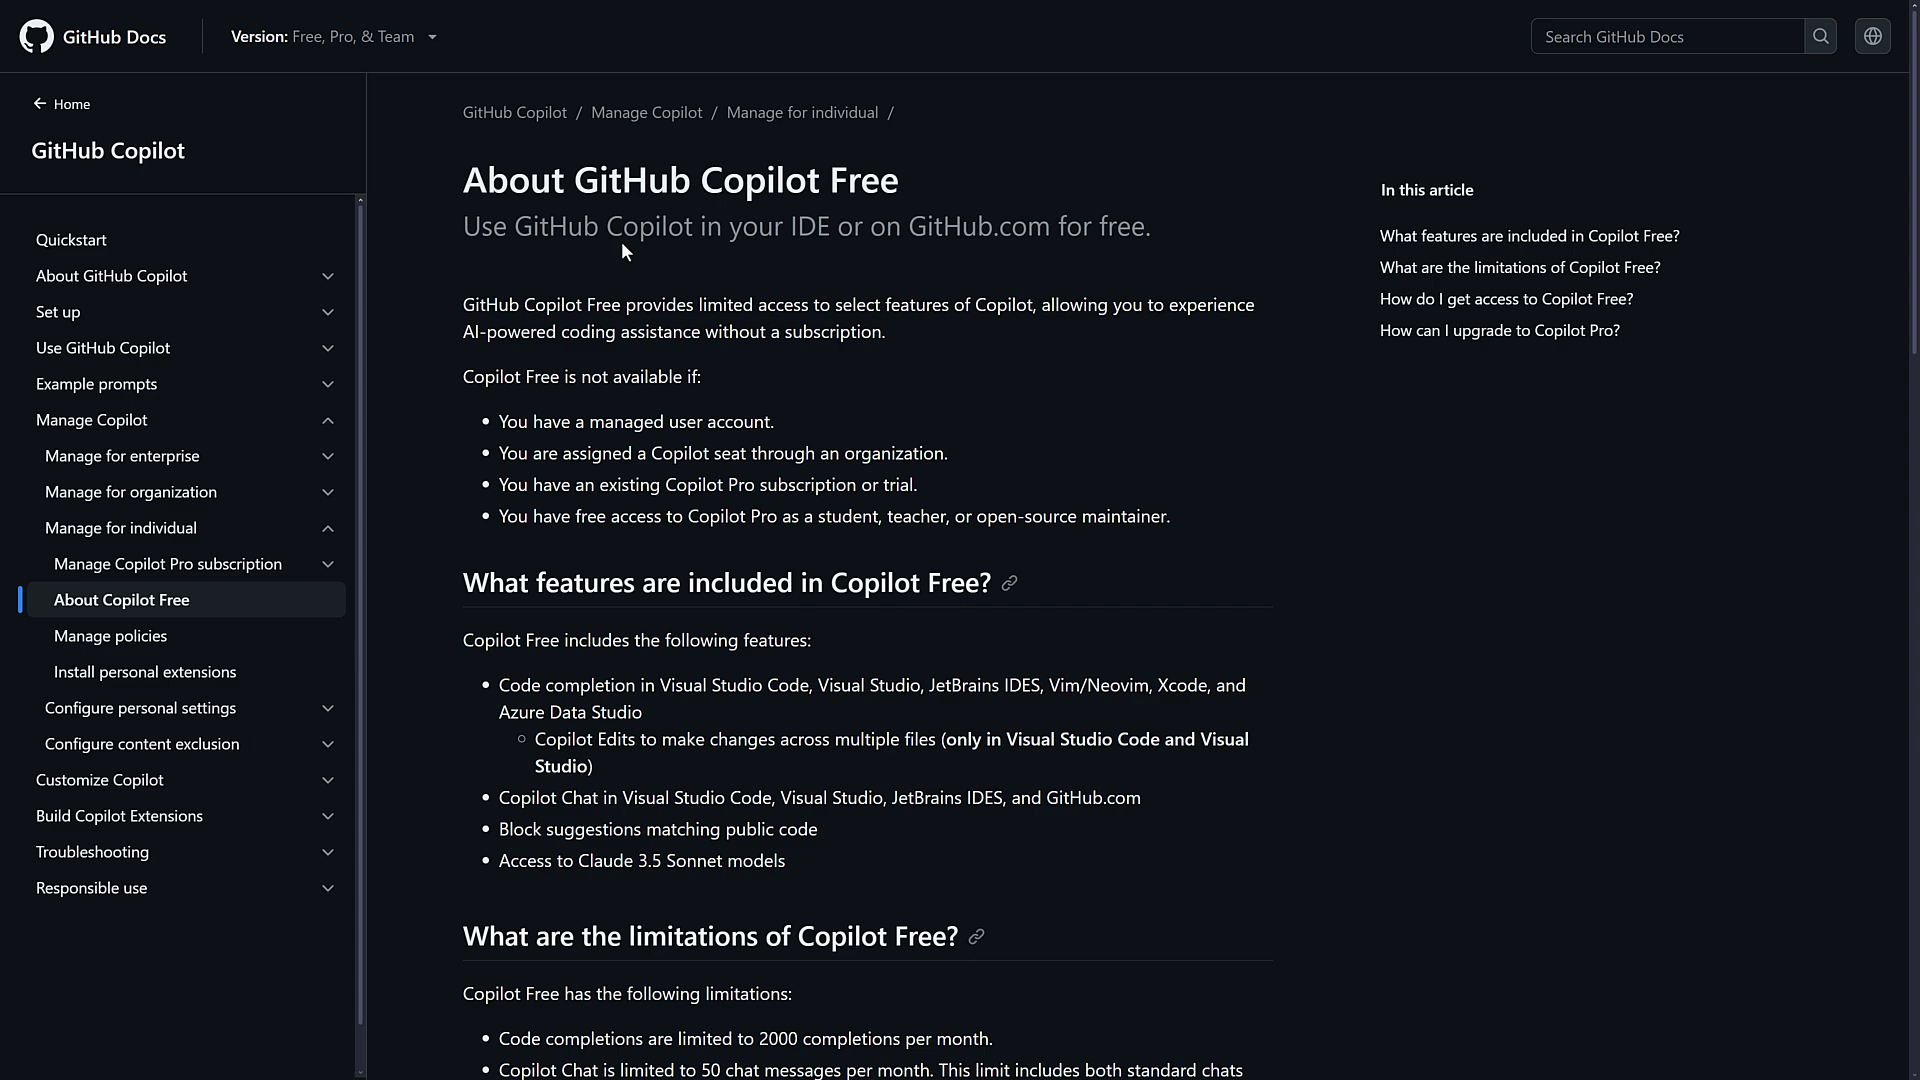 GitHub Docs
Version: Free, Pro, & Team
Search GitHub Docs
Home
GitHub Copilot
Quickstart
About GitHub Copilot
Set up
Use GitHub Copilot
Example prompts
Manage Copilot
Manage for enterprise
Manage for organization
Manage for individual
Manage Copilot Pro subscription
About Copilot Free
Manage policies
Install personal extensions
Configure personal settings
Configure content exclusion
Customize Copilot
Build Copilot Extensions
Troubleshooting
Responsible use
GitHub Copilot / Manage Copilot / Manage for individual /
About GitHub Copilot Free
Use GitHub Copilot in your IDE or on GitHub.com for free.
GitHub Copilot Free provides limited access to select features of Copilot, allowing you to experience
AI-powered coding assistance without a subscription.
Copilot Free is not available if:
• You have a managed user account.
• You are assigned a Copilot seat through an organization.
• You have an existing Copilot Pro subscription or trial.
• You have free access to Copilot Pro as a student, teacher, or open-source maintainer.
What features are included in Copilot Free?
Copilot Free includes the following features:
• Code completion in Visual Studio Code, Visual Studio, JetBrains IDES, Vim/Neovim, Xcode, and
Azure Data Studio
○ Copilot Edits to make changes across multiple files (only in Visual Studio Code and Visual
Studio)
• Copilot Chat in Visual Studio Code, Visual Studio, JetBrains IDES, and GitHub.com
• Block suggestions matching public code
• Access to Claude 3.5 Sonnet models
What are the limitations of Copilot Free?
Copilot Free has the following limitations:
• Code completions are limited to 2000 completions per month.
• Copilot Chat is limited to 50 chat messages per month. This limit includes both standard chats
In this article
What features are included in Copilot Free?
What are the limitations of Copilot Free?
How do I get access to Copilot Free?
How can I upgrade to Copilot Pro?